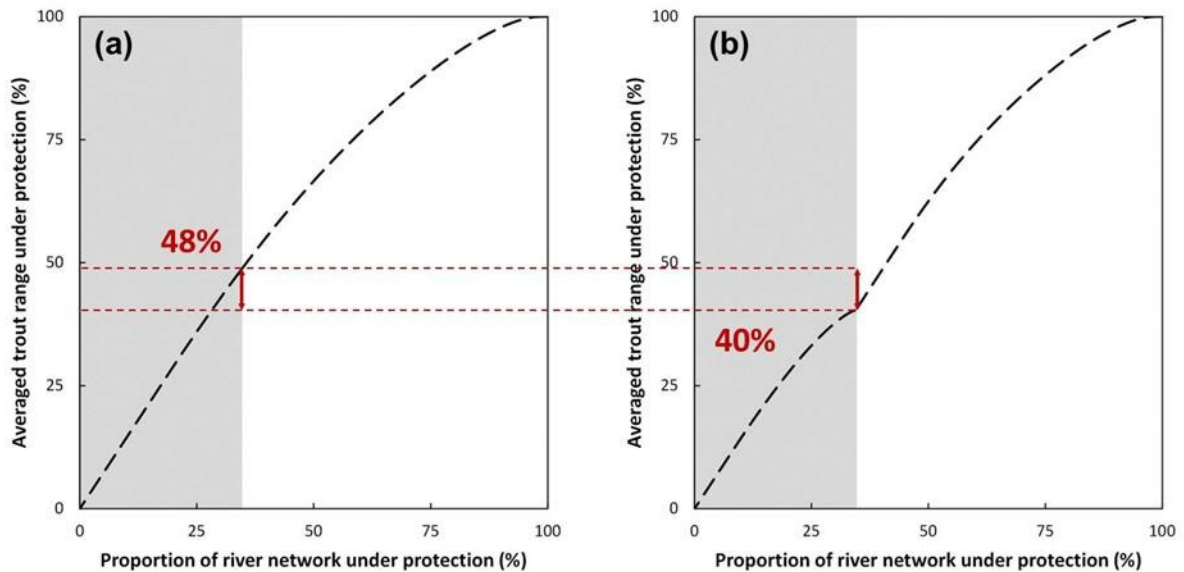 (a)
Averaged trout range under protection (%)
100
75
50
25
0
48%
0 25 50 75 100
Proportion of river network under protection (%)
(b)
Averaged trout range under protection (%)
100
75
50
25
0
40%
0 25 50 75 100
Proportion of river network under protection (%)